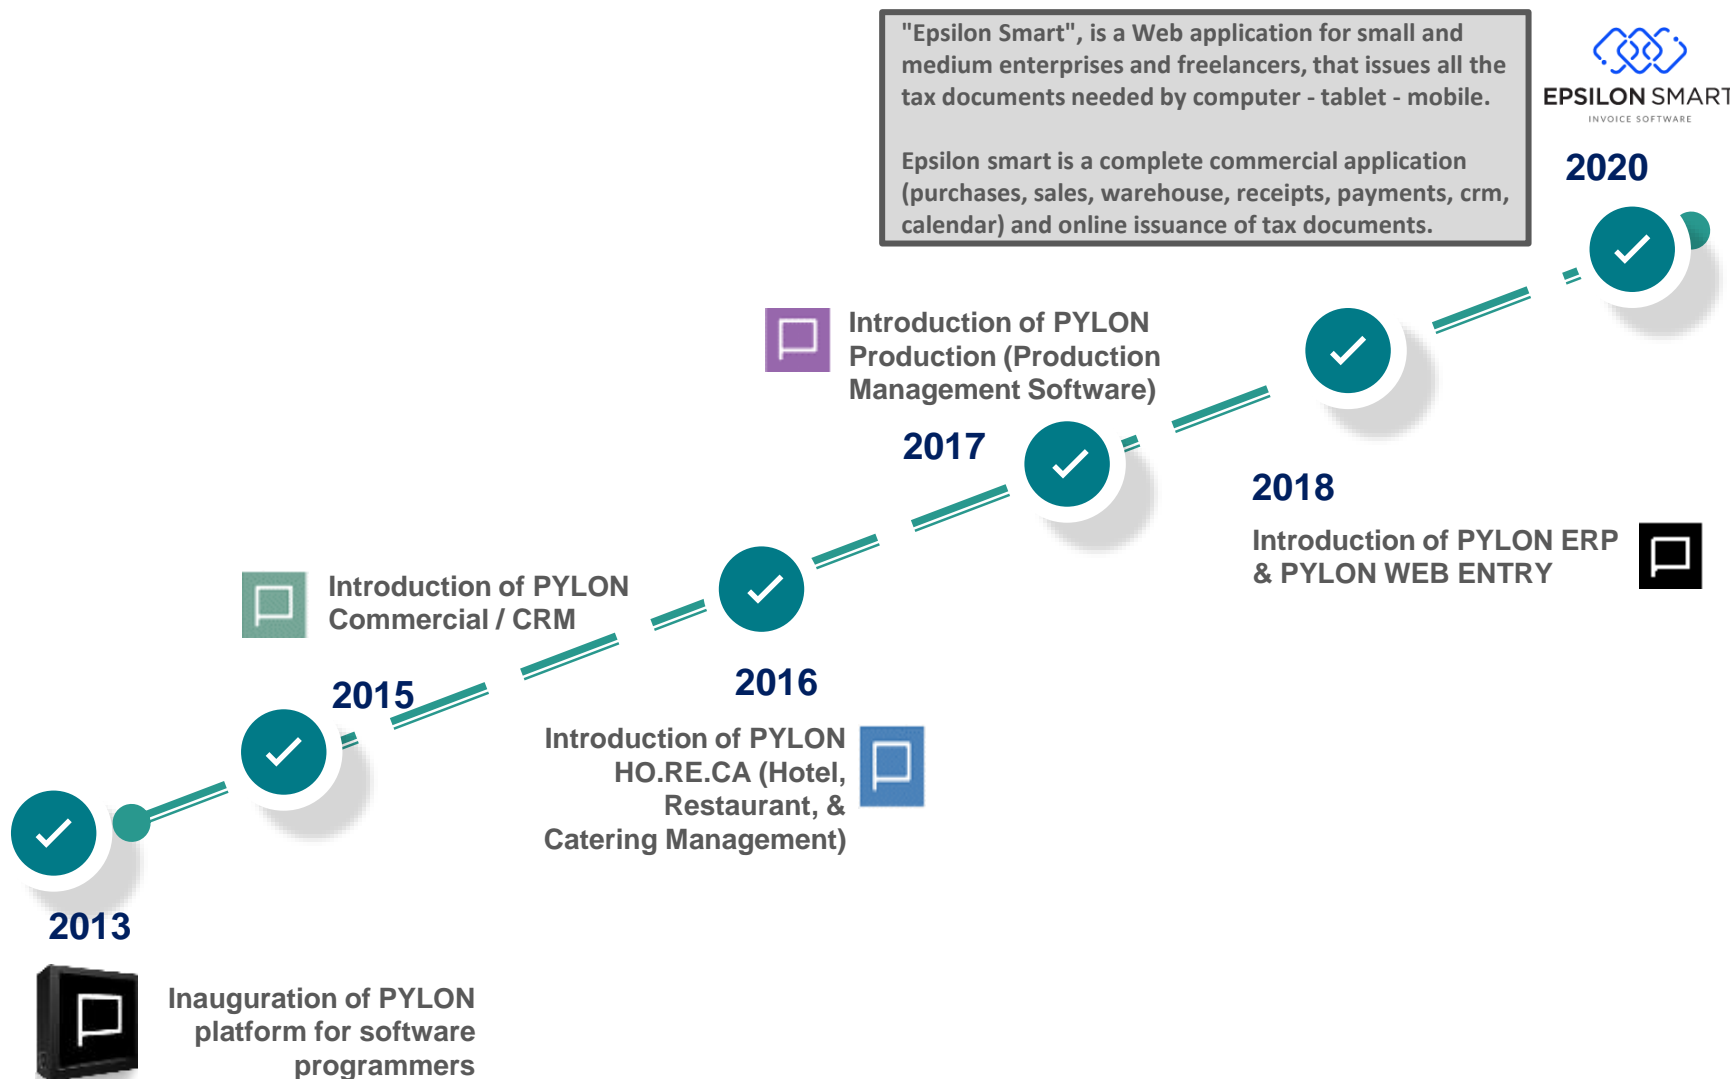 "Epsilon Smart", is a Web application for small and
medium enterprises and freelancers, that issues all the
tax documents needed by computer - tablet - mobile.
Epsilon smart is a complete commercial application
(purchases, sales, warehouse, receipts, payments, crm,
calendar) and online issuance of tax documents.
EPSILON SMART
INVOICE SOFTWARE
2020
Introduction of PYLON
Production (Production
Management Software)
2017
2018
Introduction of PYLON ERP
& PYLON WEB ENTRY
Introduction of PYLON
Commercial / CRM
2015
2016
Introduction of PYLON
HO.RE.CA (Hotel,
Restaurant, &
Catering Management)
2013
Inauguration of PYLON
platform for software
programmers